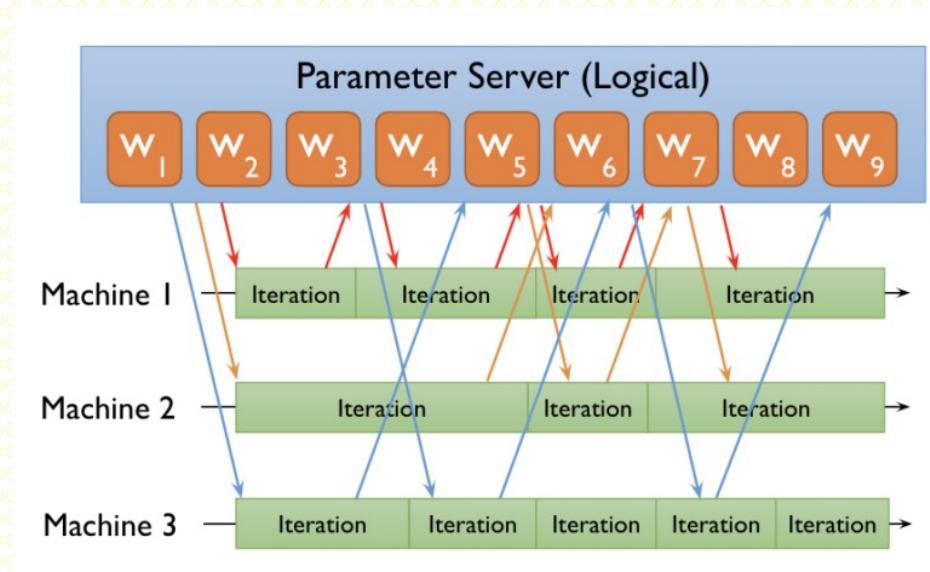 Parameter Server (Logical)
W1 W2 W3 W4 W5 W6 W7 W8 W9
Machine 1 Iteration Iteration Iteration Iteration
Machine 2 Iteration Iteration Iteration
Machine 3 Iteration Iteration Iteration Iteration Iteration